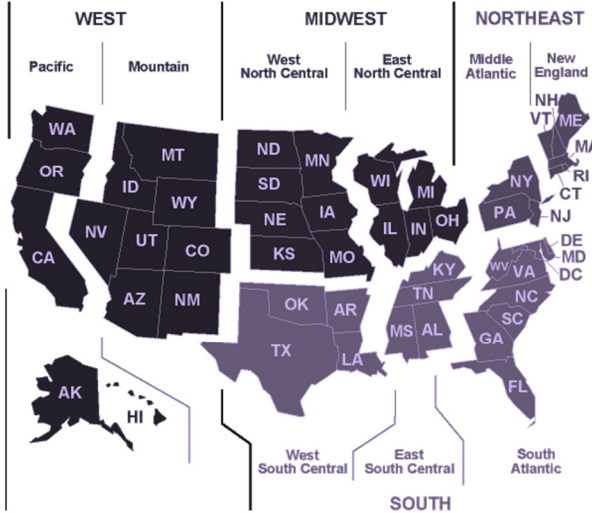 WEST
MIDWEST
NORTHEAST
Pacific
Mountain
West
North Central
East
North Central
Middle
Atlantic
New
England
WA
OR
CA
NV
ID
MT
WY
UT
CO
AZ
NM
AK
HI
ND
SD
NE
KS
MN
IA
MO
WI
MI
IL
IN
OH
NY
PA
NJ
NH
VT
ME
MA
RI
CT
DE
MD
DC
WV
VA
NC
SC
GA
FL
KY
TN
MS
AL
OK
AR
TX
LA
West
South Central
East
South Central
South
Atlantic
SOUTH